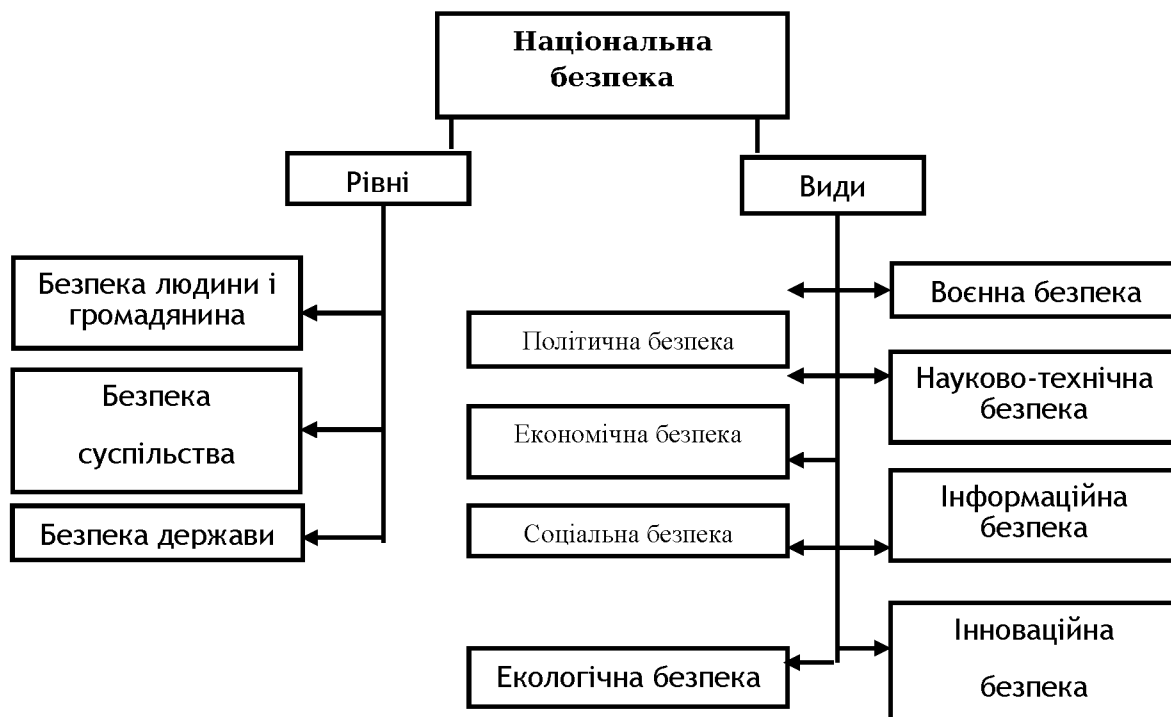 Національна
безпека
Рівні
Види
Безпека людини і
громадянина
Безпека
суспільства
Безпека держави
Політична безпека
Економічна безпека
Соціальна безпека
Екологічна безпека
Воєнна безпека
Науково-технічна
безпека
Інформаційна
безпека
Інноваційна
безпека